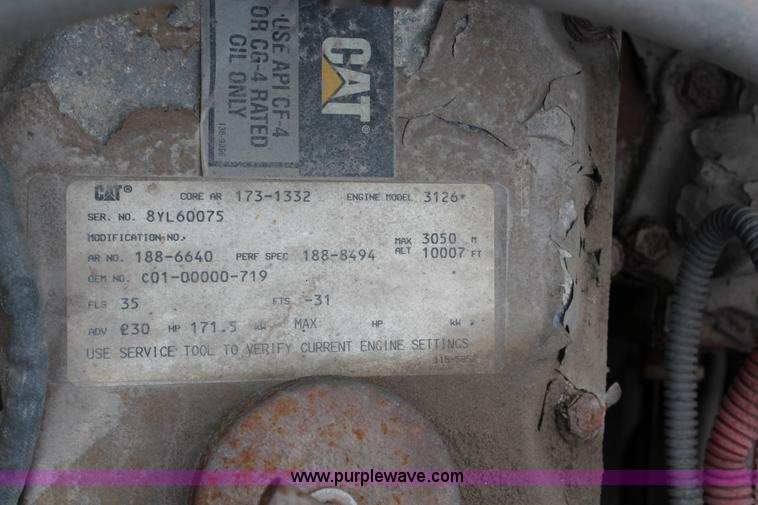 USE API CF-4
OR CG-4 RATED
OIL ONLY
CAT®
CAT® CORE AR 173-1332 ENGINE MODEL 3126*
SER. NO. 8YL60075
MODIFICATION NO.
AR NO. 188-6640 PERF SPEC 188-8494 MAX ALT 3050 M
10007 FT
OEM NO. C01-00000-719
FLS 35 FTS -31
ADV 230 HP 171.5 kW MAX HP kW
USE SERVICE TOOL TO VERIFY CURRENT ENGINE SETTINGS
www.purplewave.com